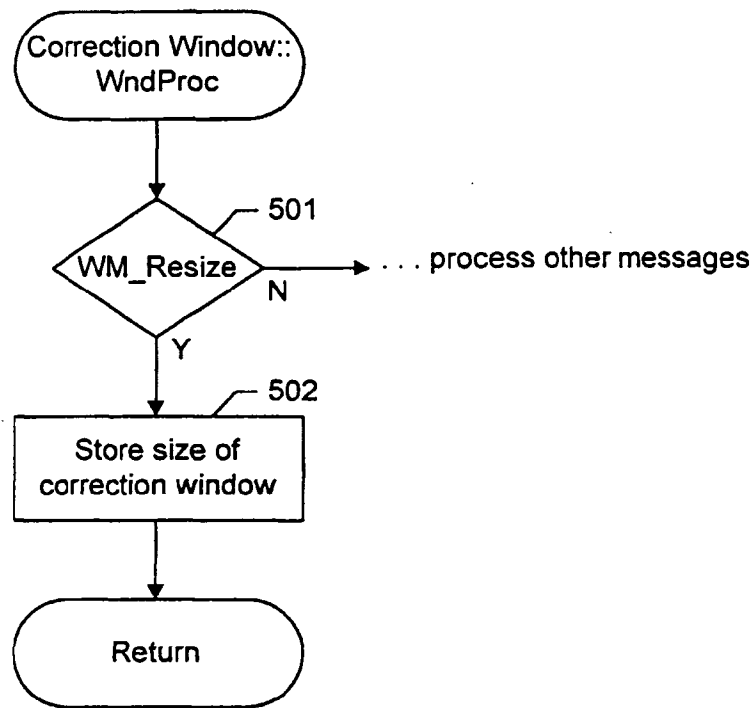 Correction Window::
WndProc
501
WM_Resize
N
. . . process other messages
Y
502
Store size of
correction window
Return